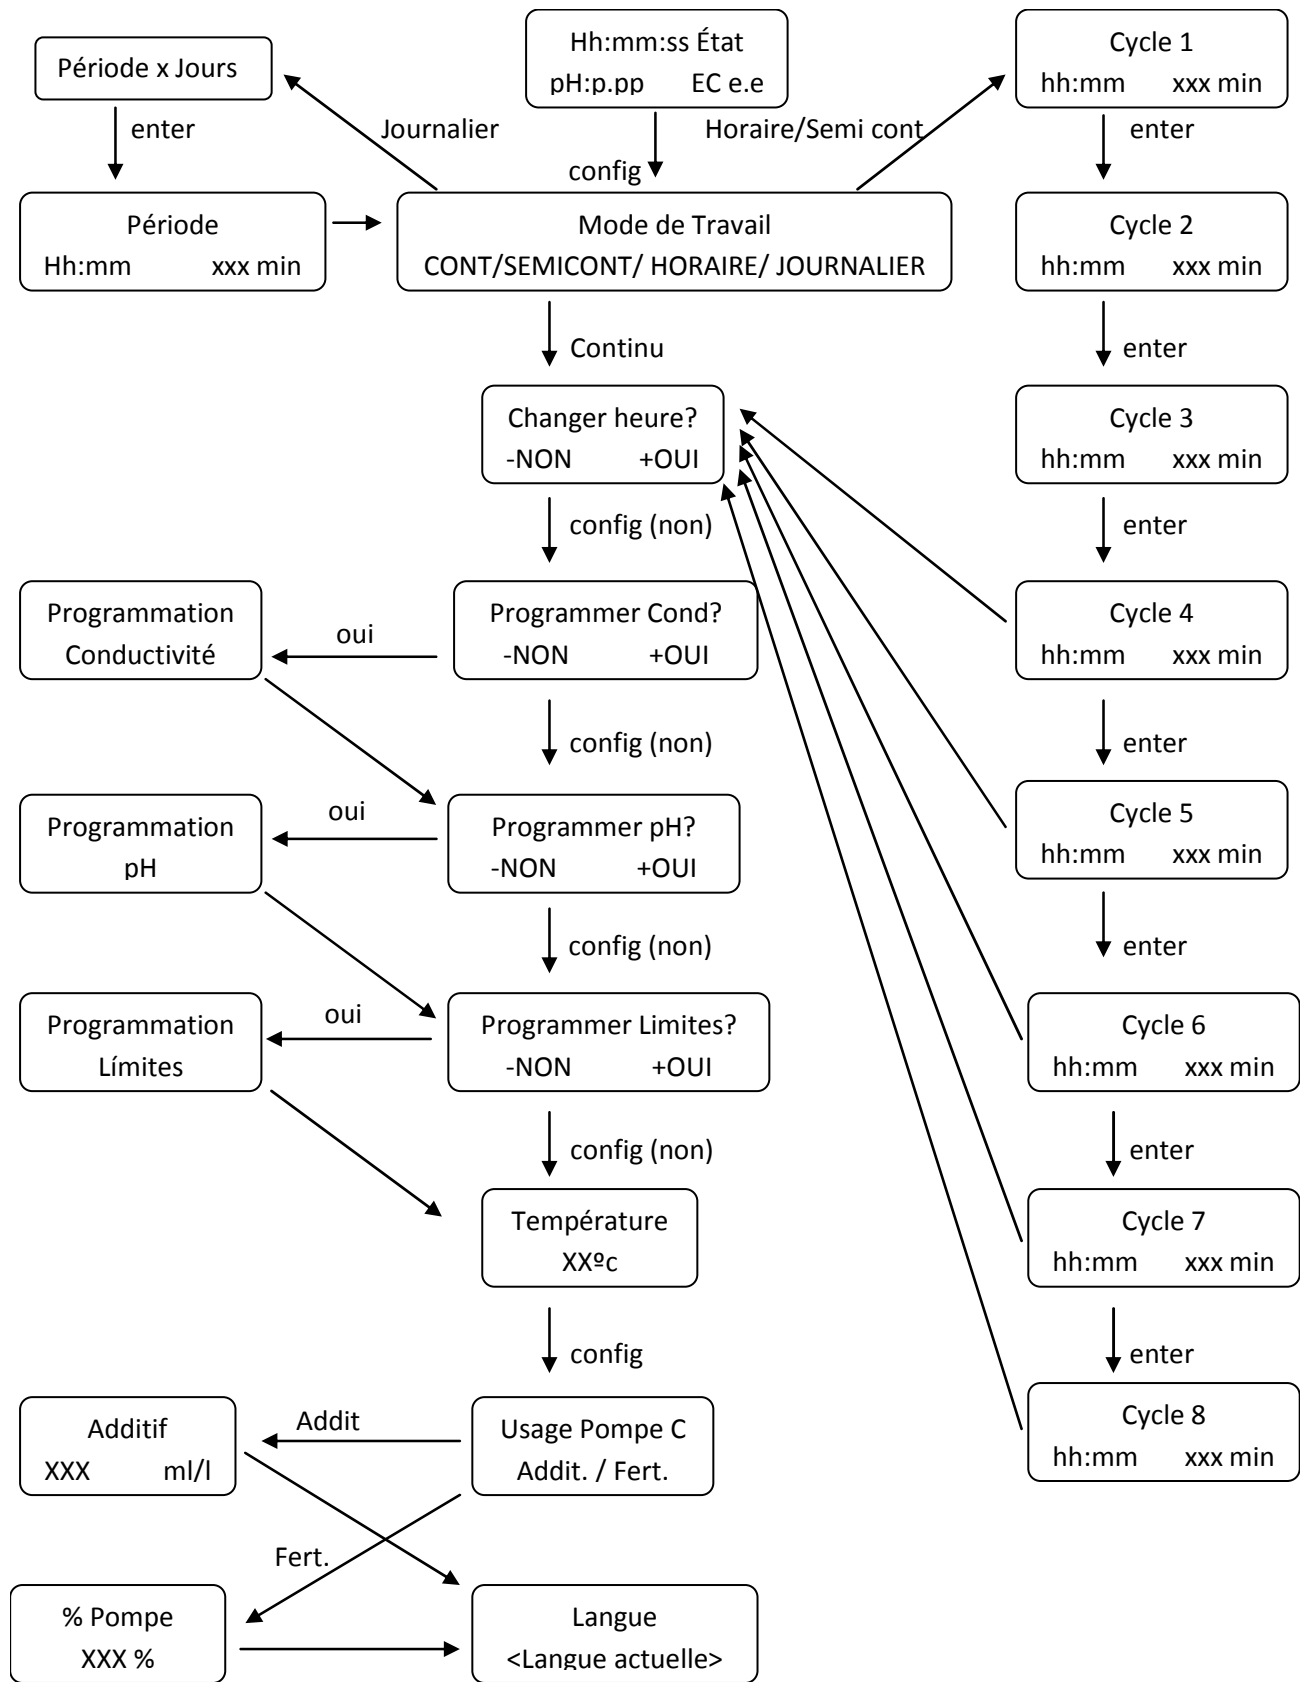 Hh:mm:ss État
pH:p.pp EC e.e
Période x Jours
Cycle 1
hh:mm xxx min
enter
Journalier
Horaire/Semi cont
enter
config
Période
Hh:mm xxx min
Mode de Travail
CONT/SEMICONT/ HORAIRE/ JOURNALIER
Cycle 2
hh:mm xxx min
Continu
enter
Changer heure?
-NON +OUI
Cycle 3
hh:mm xxx min
config (non)
enter
Programmation
Conductivité
oui
Programmer Cond?
-NON +OUI
Cycle 4
hh:mm xxx min
config (non)
enter
Programmation
pH
oui
Programmer pH?
-NON +OUI
Cycle 5
hh:mm xxx min
config (non)
enter
Programmation
Límites
oui
Programmer Limites?
-NON +OUI
Cycle 6
hh:mm xxx min
config (non)
enter
Température
XXºc
Cycle 7
hh:mm xxx min
config
enter
Additif
XXX ml/l
Addit
Usage Pompe C
Addit. / Fert.
Cycle 8
hh:mm xxx min
Fert.
% Pompe
XXX %
Langue
<Langue actuelle>